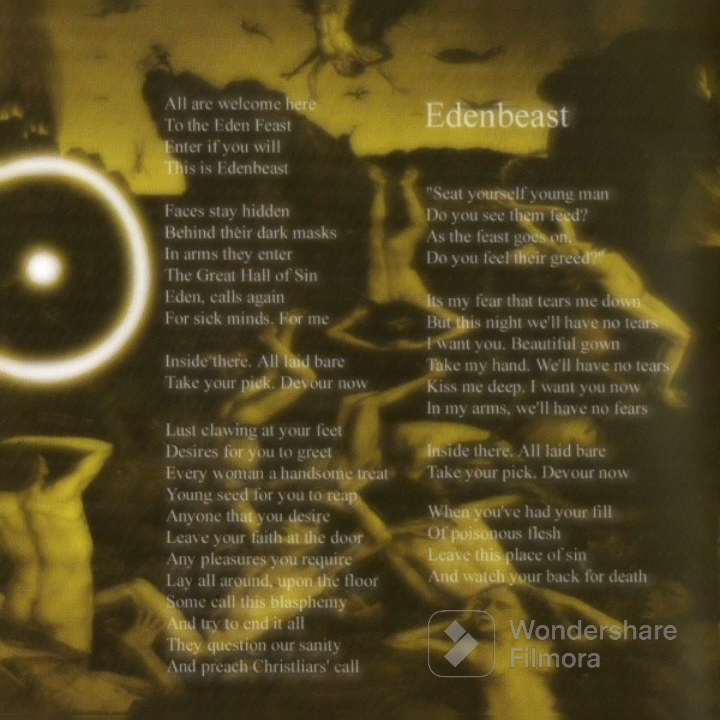 All are welcome here
To the Eden Feast
Enter if you will
This is Edenbeast
Faces stay hidden
Behind their dark masks
In arms they enter
The Great Hall of Sin
Eden, calls again
For sick minds. For me
Inside there. All laid bare
Take your pick. Devour now
Lust clawing at your feet
Desires for you to greet
Every woman a handsome treat
Young seed for you to reap
Anyone that you desire
Leave your faith at the door
Any pleasures you require
Lay all around, upon the floor
Some call this blasphemy
And try to end it all
They question our sanity
And preach Christliars' call
Edenbeast
"Seat yourself young man
Do you see them feed?
As the feast goes on,
Do you feel their greed?"
Its my fear that tears me down
But this night we'll have no tears
I want you. Beautiful gown
Take my hand. We'll have no tears
Kiss me deep. I want you now
In my arms, we'll have no fears
Inside there. All laid bare
Take your pick. Devour now
When you've had your fill
Of poisonous flesh
Leave this place of sin
And watch your back for death
Wondershare
Filmora